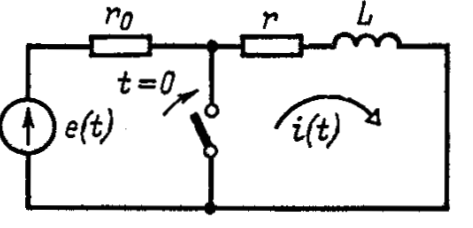 r₀
r
L
t=0
e(t)
i(t)